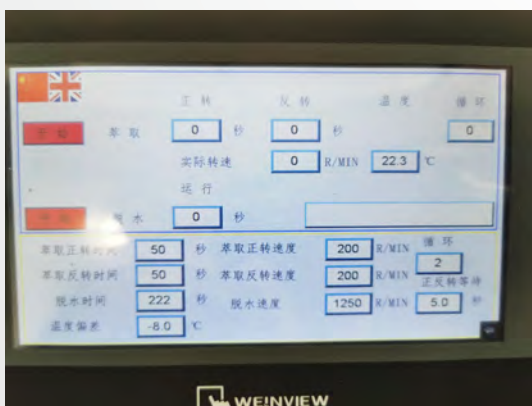 正转 反转 温度 循环
开始 萃取 0 秒 0 秒 0
实际转速 0 R/MIN 22.3 ℃
运行
脱水 0 秒
萃取正转时间 50 秒 萃取正转速度 200 R/MIN 循环
2
萃取反转时间 50 秒 萃取反转速度 200 R/MIN 正反转等待
脱水时间 222 秒 脱水速度 1250 R/MIN 5.0 秒
温度偏差 -8.0 ℃
WEINVIEW